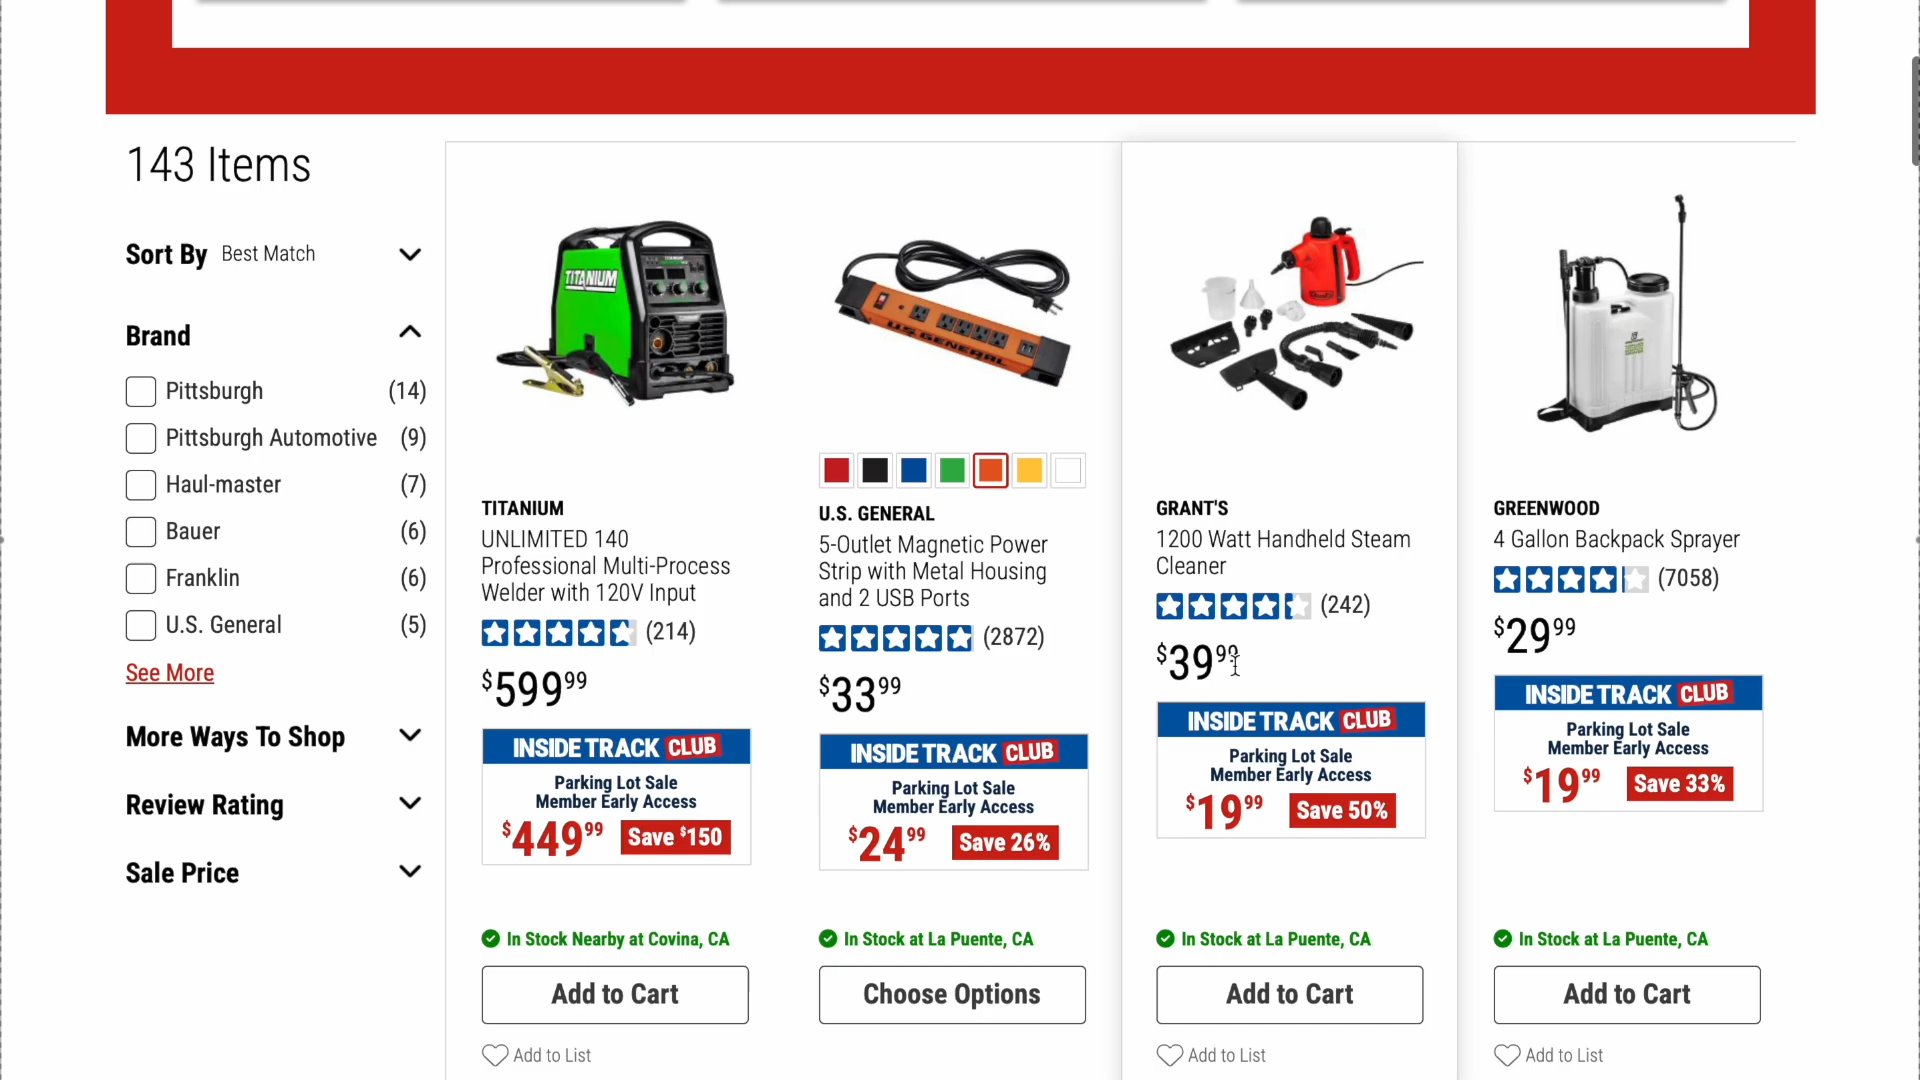 143 Items
Sort By Best Match
Brand
Pittsburgh (14)
Pittsburgh Automotive (9)
Haul-master (7)
Bauer (6)
Franklin (6)
U.S. General (5)
See More
More Ways To Shop
Review Rating
Sale Price
TITANIUM
TITANIUM
UNLIMITED 140
Professional Multi-Process
Welder with 120V Input
(214)
$599 99
INSIDE TRACK CLUB
Parking Lot Sale
Member Early Access
$449 99 Save $150
In Stock Nearby at Covina, CA
Add to Cart
Add to List
U.S. GENERAL
U.S. GENERAL
5-Outlet Magnetic Power
Strip with Metal Housing
and 2 USB Ports
(2872)
$33 99
INSIDE TRACK CLUB
Parking Lot Sale
Member Early Access
$24 99 Save 26%
In Stock at La Puente, CA
Choose Options
GRANT'S
1200 Watt Handheld Steam
Cleaner
(242)
$39 99
INSIDE TRACK CLUB
Parking Lot Sale
Member Early Access
$19 99 Save 50%
In Stock at La Puente, CA
Add to Cart
Add to List
GREENWOOD
4 Gallon Backpack Sprayer
(7058)
$29 99
INSIDE TRACK CLUB
Parking Lot Sale
Member Early Access
$19 99 Save 33%
In Stock at La Puente, CA
Add to Cart
Add to List